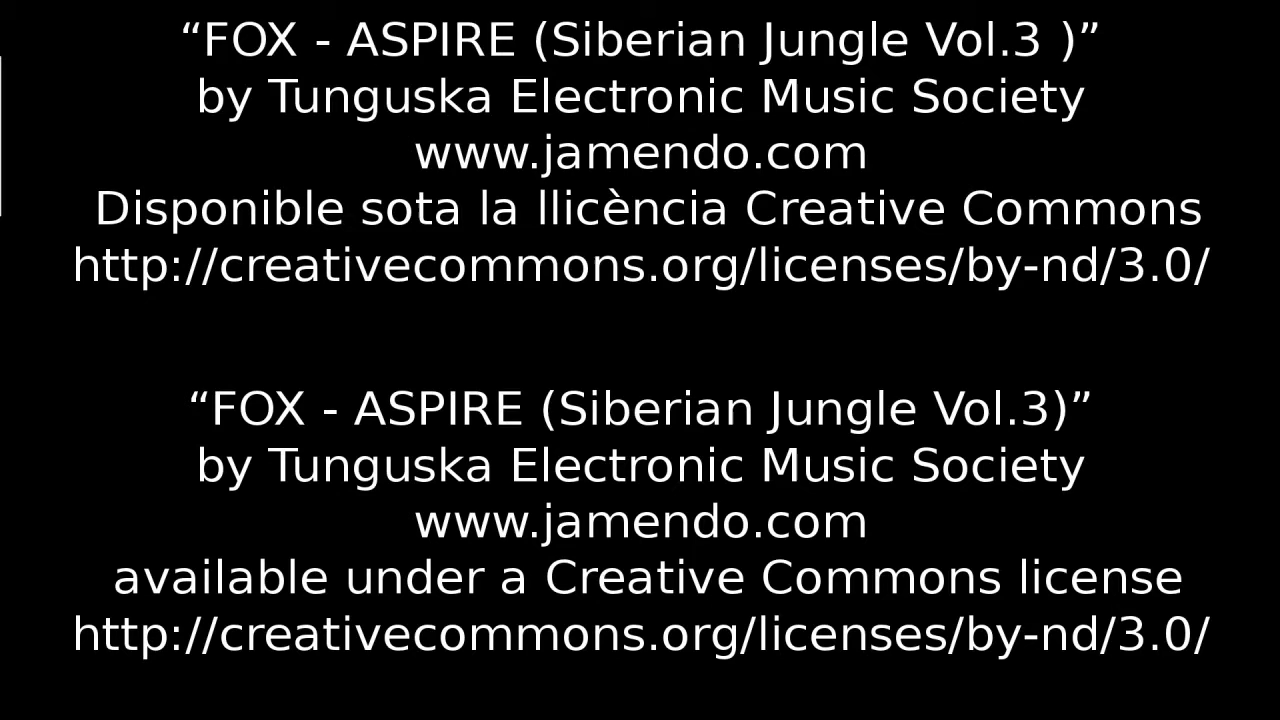 “FOX - ASPIRE (Siberian Jungle Vol.3 )”
by Tunguska Electronic Music Society
www.jamendo.com
Disponible sota la llicència Creative Commons
http://creativecommons.org/licenses/by-nd/3.0/
“FOX - ASPIRE (Siberian Jungle Vol.3)”
by Tunguska Electronic Music Society
www.jamendo.com
available under a Creative Commons license
http://creativecommons.org/licenses/by-nd/3.0/